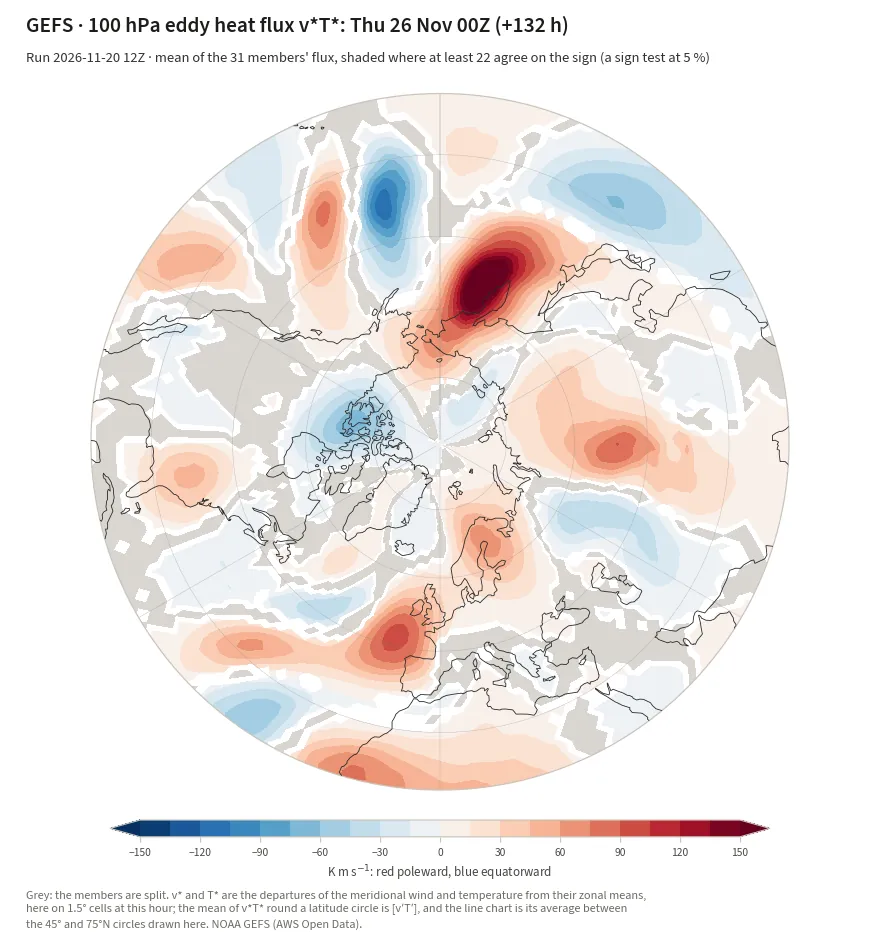 GEFS · 100 hPa eddy heat flux v*T*: Thu 26 Nov 00Z (+132 h)
Run 2026-11-20 12Z · mean of the 31 members' flux, shaded where at least 22 agree on the sign (a sign test at 5 %)
−150 −120 −90 −60 −30 0 30 60 90 120 150
K m s⁻¹: red poleward, blue equatorward
Grey: the members are split. v* and T* are the departures of the meridional wind and temperature from their zonal means,
here on 1.5° cells at this hour; the mean of v*T* round a latitude circle is [v'T'], and the line chart is its average between
the 45° and 75°N circles drawn here. NOAA GEFS (AWS Open Data).